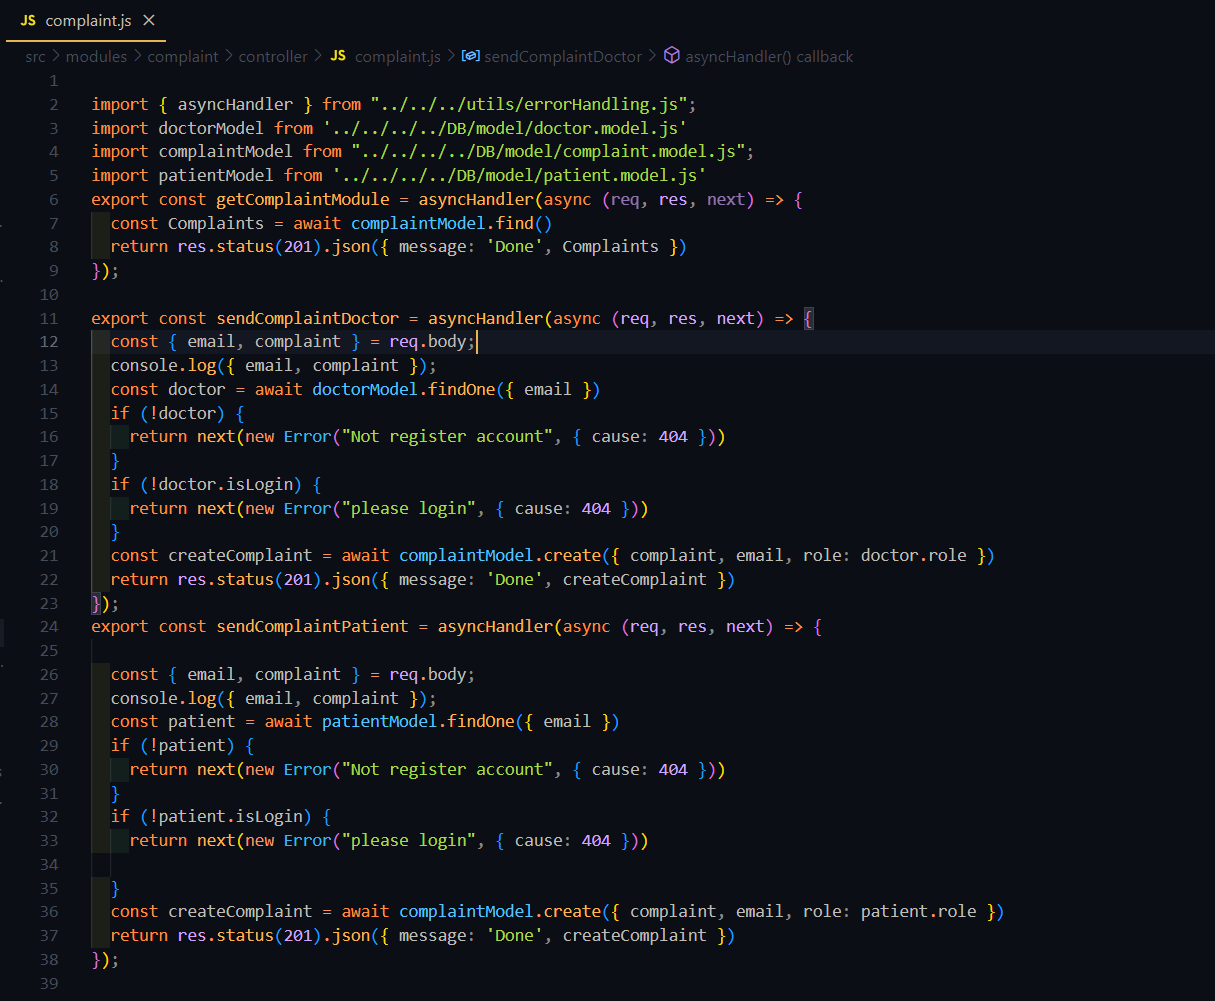 JS complaint.js ×
src > modules > complaint > controller > JS complaint.js > sendComplaintDoctor > asyncHandler() callback
1
2 import { asyncHandler } from "../../../utils/errorHandling.js";
3 import doctorModel from '../../../../DB/model/doctor.model.js'
4 import complaintModel from "../../../../DB/model/complaint.model.js";
5 import patientModel from '../../../../DB/model/patient.model.js'
6 export const getComplaintModule = asyncHandler(async (req, res, next) => {
7 const Complaints = await complaintModel.find()
8 return res.status(201).json({ message: 'Done', Complaints })
9 });
10
11 export const sendComplaintDoctor = asyncHandler(async (req, res, next) => {
12 const { email, complaint } = req.body;
13 console.log({ email, complaint });
14 const doctor = await doctorModel.findOne({ email })
15 if (!doctor) {
16 return next(new Error("Not register account", { cause: 404 }))
17 }
18 if (!doctor.isLogin) {
19 return next(new Error("please login", { cause: 404 }))
20 }
21 const createComplaint = await complaintModel.create({ complaint, email, role: doctor.role })
22 return res.status(201).json({ message: 'Done', createComplaint })
23 });
24 export const sendComplaintPatient = asyncHandler(async (req, res, next) => {
25
26 const { email, complaint } = req.body;
27 console.log({ email, complaint });
28 const patient = await patientModel.findOne({ email })
29 if (!patient) {
30 return next(new Error("Not register account", { cause: 404 }))
31 }
32 if (!patient.isLogin) {
33 return next(new Error("please login", { cause: 404 }))
34
35 }
36 const createComplaint = await complaintModel.create({ complaint, email, role: patient.role })
37 return res.status(201).json({ message: 'Done', createComplaint })
38 });
39